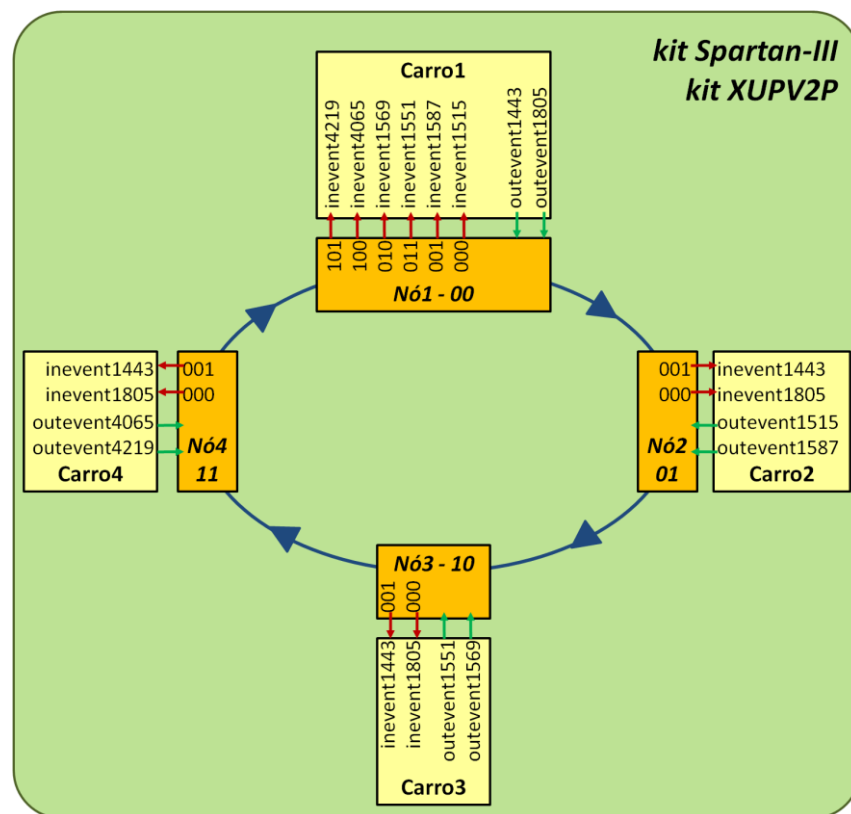 kit Spartan-III
kit XUPV2P
Carro1
inevent4219
inevent4065
inevent1569
inevent1551
inevent1587
inevent1515
outevent1443
outevent1805
101
100
010
011
001
000
Nó1 - 00
inevent1443
inevent1805
outevent4065
outevent4219
Carro4
001
000
Nó4
11
001
000
Nó2
01
inevent1443
inevent1805
outevent1515
outevent1587
Carro2
Nó3 - 10
001
000
inevent1443
inevent1805
outevent1551
outevent1569
Carro3